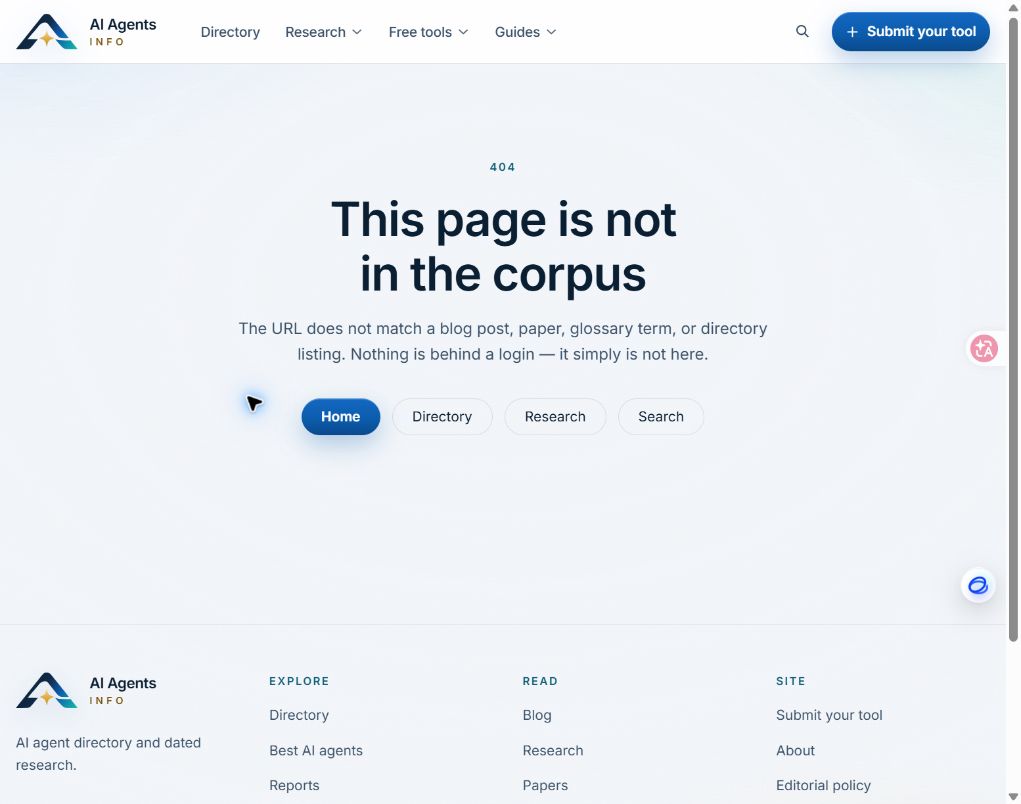 AI Agents
INFO
Directory
Research
Free tools
Guides
Submit your tool
404
This page is not
in the corpus
The URL does not match a blog post, paper, glossary term, or directory
listing. Nothing is behind a login — it simply is not here.
Home
Directory
Research
Search
AI Agents
INFO
AI agent directory and dated
research.
EXPLORE
Directory
Best AI agents
Reports
READ
Blog
Research
Papers
SITE
Submit your tool
About
Editorial policy